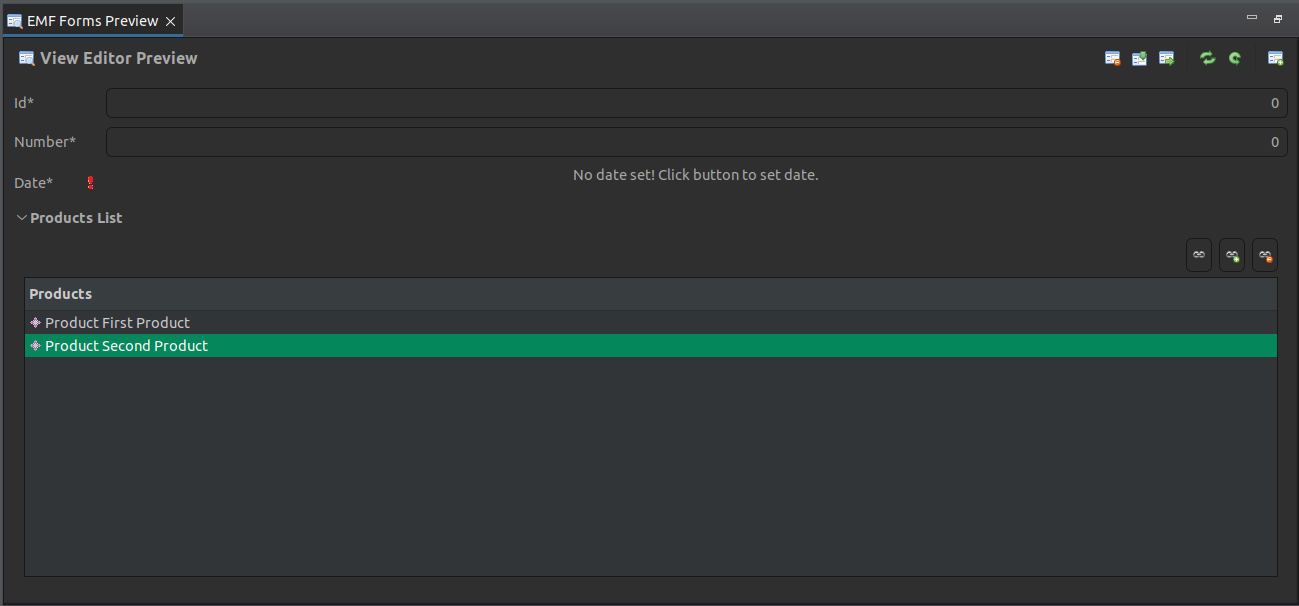 EMF Forms Preview
View Editor Preview
Id* 0
Number* 0
Date* No date set! Click button to set date.
Products List
Products
Product First Product
Product Second Product